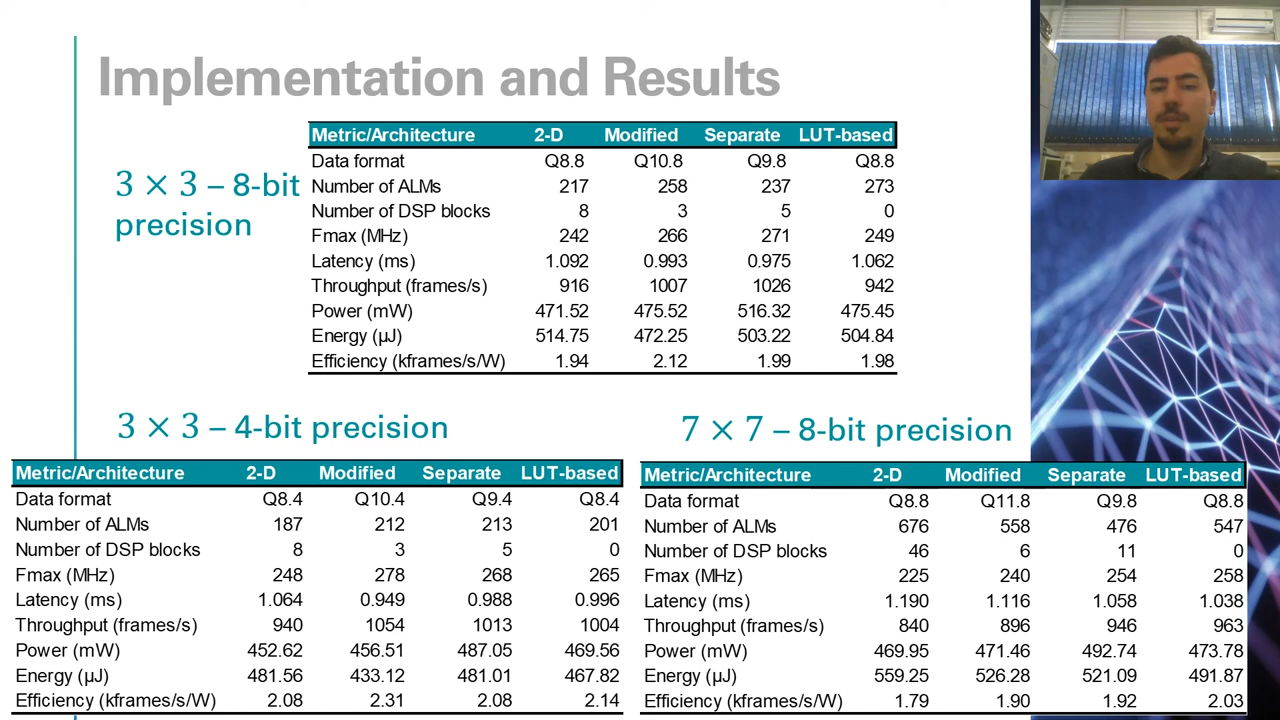 Implementation and Results
3 × 3 – 8-bit precision
Metric/Architecture 2-D Modified Separate LUT-based
Data format Q8.8 Q10.8 Q9.8 Q8.8
Number of ALMs 217 258 237 273
Number of DSP blocks 8 3 5 0
Fmax (MHz) 242 266 271 249
Latency (ms) 1.092 0.993 0.975 1.062
Throughput (frames/s) 916 1007 1026 942
Power (mW) 471.52 475.52 516.32 475.45
Energy (µJ) 514.75 472.25 503.22 504.84
Efficiency (kframes/s/W) 1.94 2.12 1.99 1.98
3 × 3 – 4-bit precision
Metric/Architecture 2-D Modified Separate LUT-based
Data format Q8.4 Q10.4 Q9.4 Q8.4
Number of ALMs 187 212 213 201
Number of DSP blocks 8 3 5 0
Fmax (MHz) 248 278 268 265
Latency (ms) 1.064 0.949 0.988 0.996
Throughput (frames/s) 940 1054 1013 1004
Power (mW) 452.62 456.51 487.05 469.56
Energy (µJ) 481.56 433.12 481.01 467.82
Efficiency (kframes/s/W) 2.08 2.31 2.08 2.14
7 × 7 – 8-bit precision
Metric/Architecture 2-D Modified Separate LUT-based
Data format Q8.8 Q11.8 Q9.8 Q8.8
Number of ALMs 676 558 476 547
Number of DSP blocks 46 6 11 0
Fmax (MHz) 225 240 254 258
Latency (ms) 1.190 1.116 1.058 1.038
Throughput (frames/s) 840 896 946 963
Power (mW) 469.95 471.46 492.74 473.78
Energy (µJ) 559.25 526.28 521.09 491.87
Efficiency (kframes/s/W) 1.79 1.90 1.92 2.03